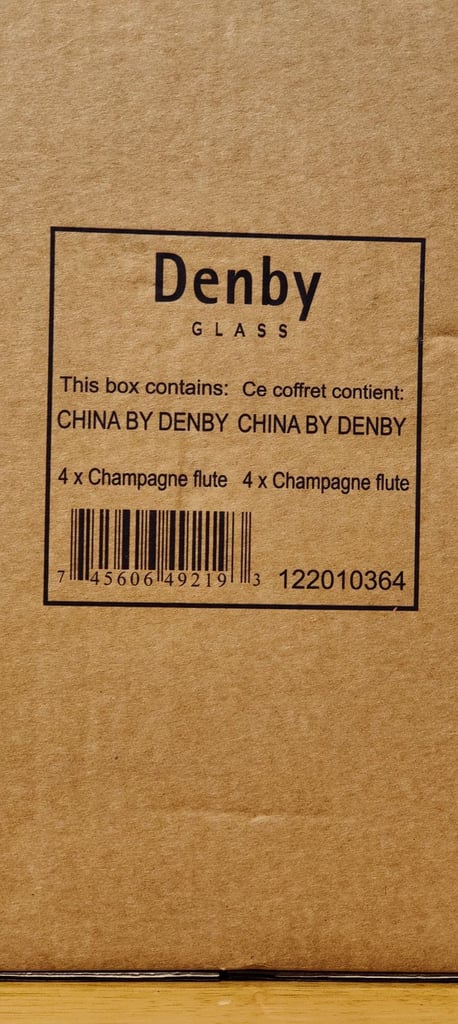 Denby
GLASS
This box contains: Ce coffret contient:
CHINA BY DENBY CHINA BY DENBY
4 x Champagne flute 4 x Champagne flute
7 45606 49219 3 122010364